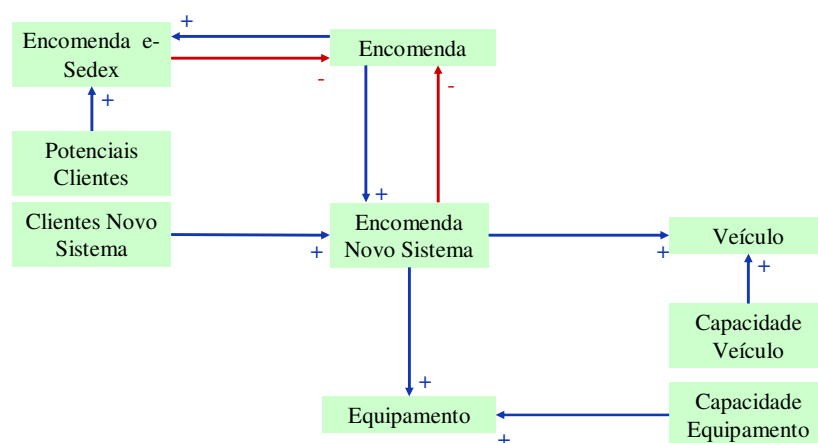 +
Encomenda e-
Sedex
Encomenda
-
-
+
Potenciais
Clientes
+
Clientes Novo
Sistema
+
Encomenda
Novo Sistema
+
Veículo
+
Capacidade
Veículo
+
Equipamento
+
Capacidade
Equipamento